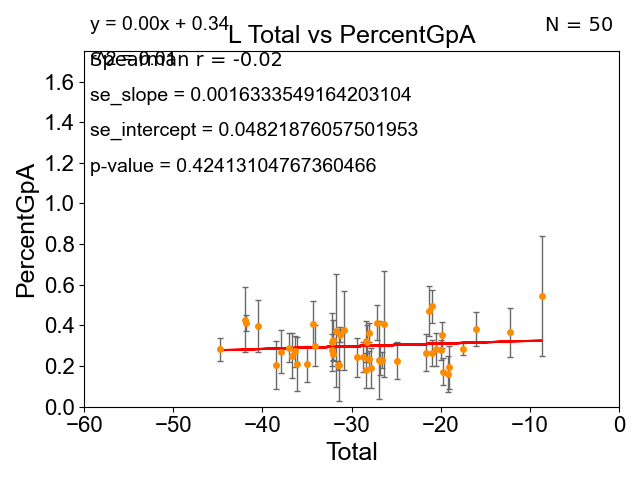 y = 0.00x + 0.34
N = 50
L Total vs PercentGpA
Spearman r = -0.02
se_slope = 0.0016333549164203104
se_intercept = 0.04821876057501953
p-value = 0.42413104767360466
PercentGpA
1.6
1.4
1.2
1.0
0.8
0.6
0.4
0.2
0.0
−60
−50
−40
−30
−20
−10
0
Total